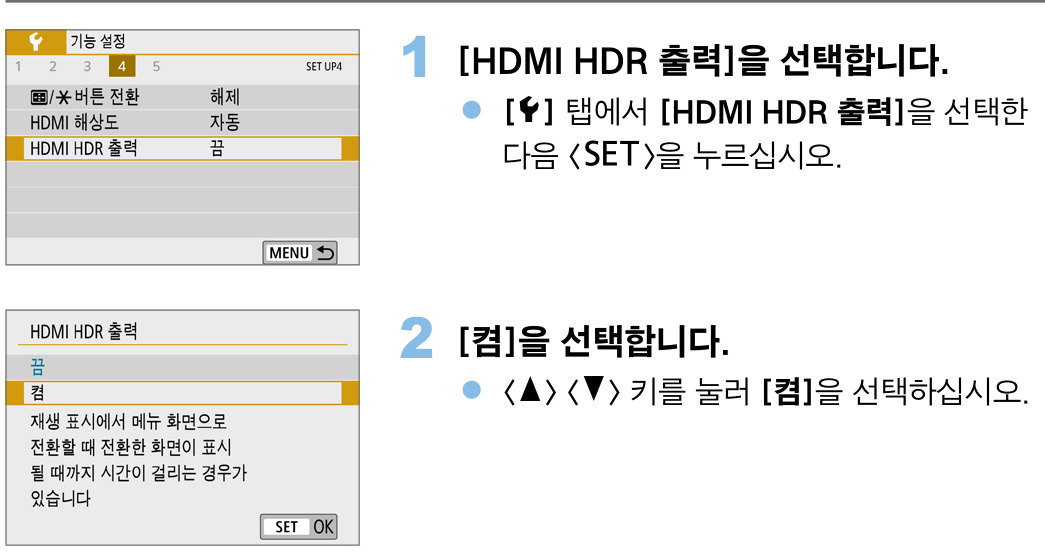 기능 설정
1 2 3 4 5 SET UP4
/✱버튼 전환 해제
HDMI 해상도 자동
HDMI HDR 출력 끔
MENU
1 [HDMI HDR 출력]을 선택합니다.
● [] 탭에서 [HDMI HDR 출력]을 선택한
다음 〈SET〉을 누르십시오.
HDMI HDR 출력
끔
켬
재생 표시에서 메뉴 화면으로
전환할 때 전환한 화면이 표시
될 때까지 시간이 걸리는 경우가
있습니다
SET OK
2 [켬]을 선택합니다.
● 〈▲〉〈▼〉 키를 눌러 [켬]을 선택하십시오.